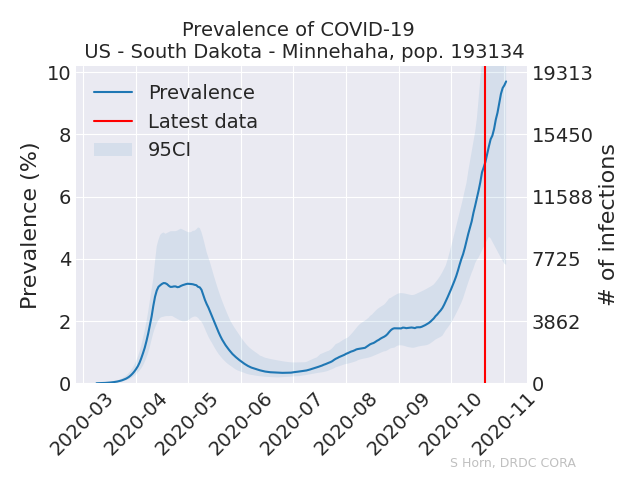 Prevalence of COVID-19
US - South Dakota - Minnehaha, pop. 193134
Prevalence
Latest data
95CI
Prevalence (%)
10
8
6
4
2
0
19313
15450
11588
7725
3862
0
# of infections
2020-03
2020-04
2020-05
2020-06
2020-07
2020-08
2020-09
2020-10
2020-11
S Horn, DRDC CORA